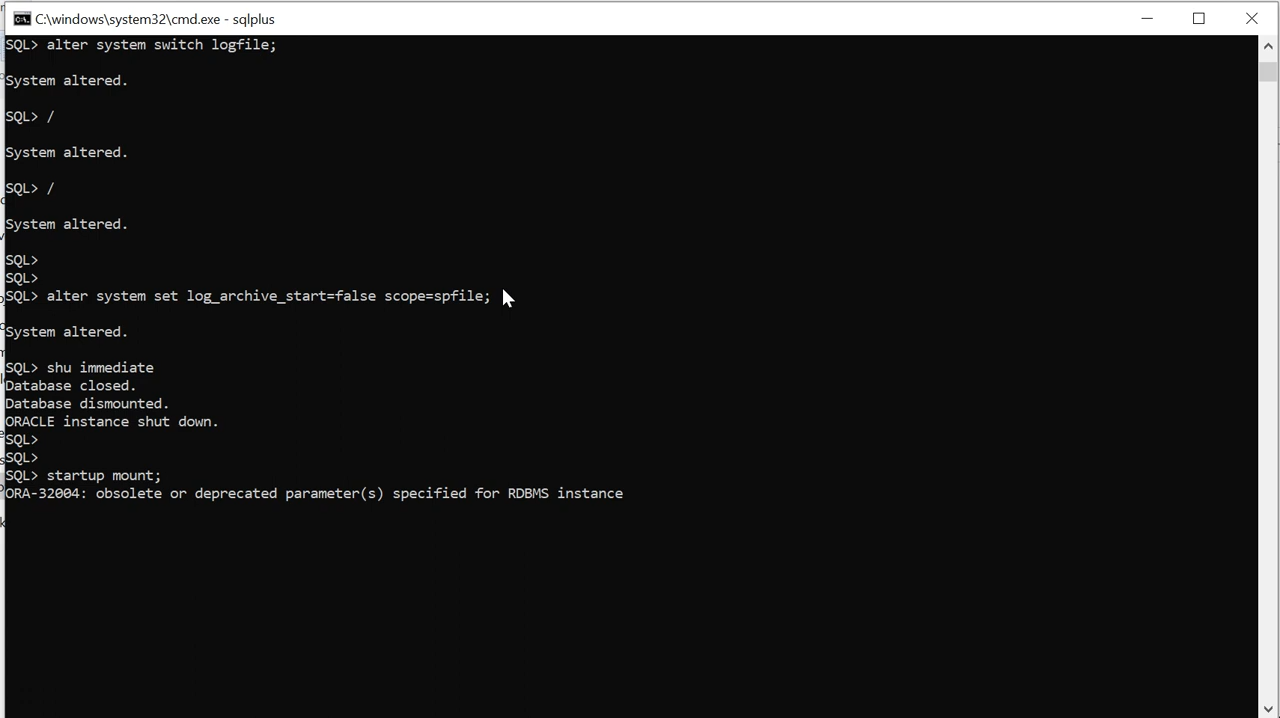 C:\windows\system32\cmd.exe - sqlplus
SQL> alter system switch logfile;
System altered.
SQL> /
System altered.
SQL> /
System altered.
SQL>
SQL>
SQL> alter system set log_archive_start=false scope=spfile;
System altered.
SQL> shu immediate
Database closed.
Database dismounted.
ORACLE instance shut down.
SQL>
SQL>
SQL> startup mount;
ORA-32004: obsolete or deprecated parameter(s) specified for RDBMS instance